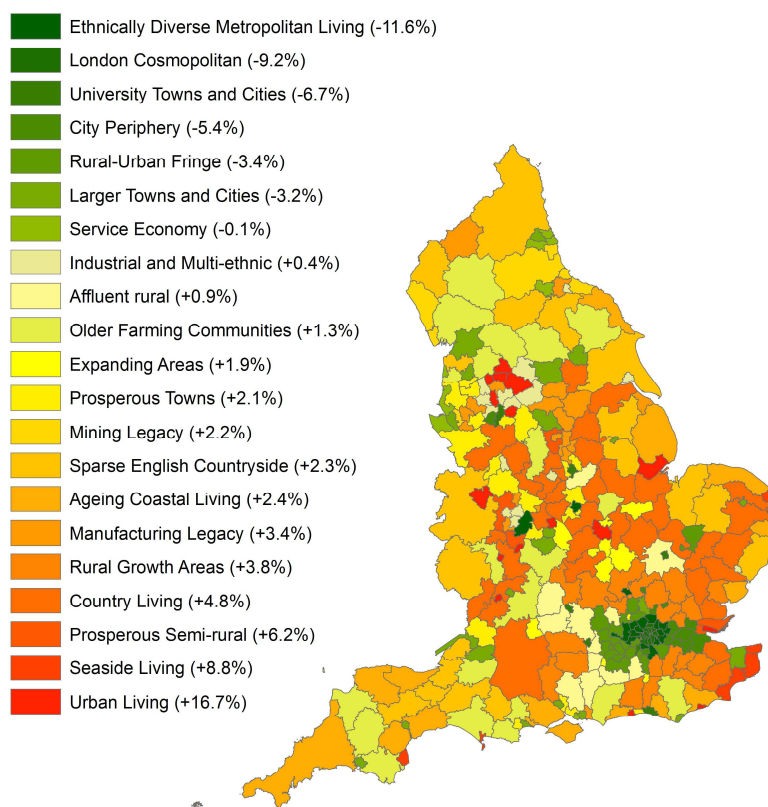 Ethnically Diverse Metropolitan Living (-11.6%)
London Cosmopolitan (-9.2%)
University Towns and Cities (-6.7%)
City Periphery (-5.4%)
Rural-Urban Fringe (-3.4%)
Larger Towns and Cities (-3.2%)
Service Economy (-0.1%)
Industrial and Multi-ethnic (+0.4%)
Affluent rural (+0.9%)
Older Farming Communities (+1.3%)
Expanding Areas (+1.9%)
Prosperous Towns (+2.1%)
Mining Legacy (+2.2%)
Sparse English Countryside (+2.3%)
Ageing Coastal Living (+2.4%)
Manufacturing Legacy (+3.4%)
Rural Growth Areas (+3.8%)
Country Living (+4.8%)
Prosperous Semi-rural (+6.2%)
Seaside Living (+8.8%)
Urban Living (+16.7%)